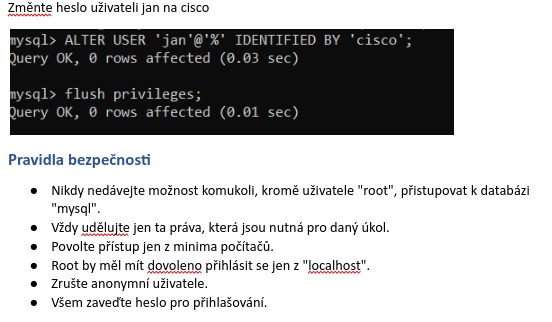 Změnte heslo uživateli jan na cisco
mysql> ALTER USER 'jan'@'%' IDENTIFIED BY 'cisco';
Query OK, 0 rows affected (0.03 sec)
mysql> flush privileges;
Query OK, 0 rows affected (0.01 sec)
Pravidla bezpečnosti
● Nikdy nedávejte možnost komukoli, kromě uživatele "root", přistupovat k databázi
"mysql".
● Vždy udělujte jen ta práva, která jsou nutná pro daný úkol.
● Povolte přístup jen z minima počítačů.
● Root by měl mít dovoleno přihlásit se jen z "localhost".
● Zrušte anonymní uživatele.
● Všem zaveďte heslo pro přihlašování.